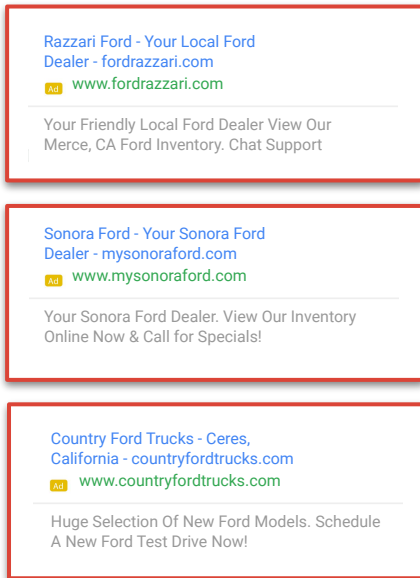 Razzari Ford - Your Local Ford
Dealer - fordrazzari.com
Ad www.fordrazzari.com
Your Friendly Local Ford Dealer View Our
Merce, CA Ford Inventory. Chat Support
Sonora Ford - Your Sonora Ford
Dealer - mysonoraford.com
Ad www.mysonoraford.com
Your Sonora Ford Dealer. View Our Inventory
Online Now & Call for Specials!
Country Ford Trucks - Ceres,
California - countryfordtrucks.com
Ad www.countryfordtrucks.com
Huge Selection Of New Ford Models. Schedule
A New Ford Test Drive Now!